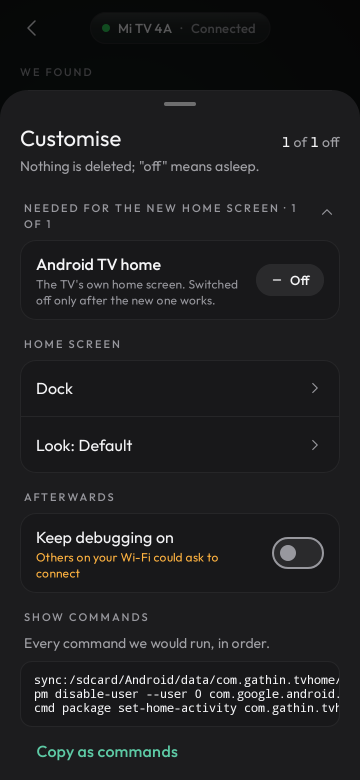 Mi TV 4A · Connected
WE FOUND
Customise
1 of 1 off
Nothing is deleted; "off" means asleep.
NEEDED FOR THE NEW HOME SCREEN · 1
OF 1
Android TV home
The TV's own home screen. Switched
off only after the new one works.
− Off
HOME SCREEN
Dock
Look: Default
AFTERWARDS
Keep debugging on
Others on your Wi-Fi could ask to
connect
SHOW COMMANDS
Every command we would run, in order.
sync:/sdcard/Android/data/com.gathin.tvhome/
pm disable-user --user 0 com.google.android.
cmd package set-home-activity com.gathin.tvh
Copy as commands